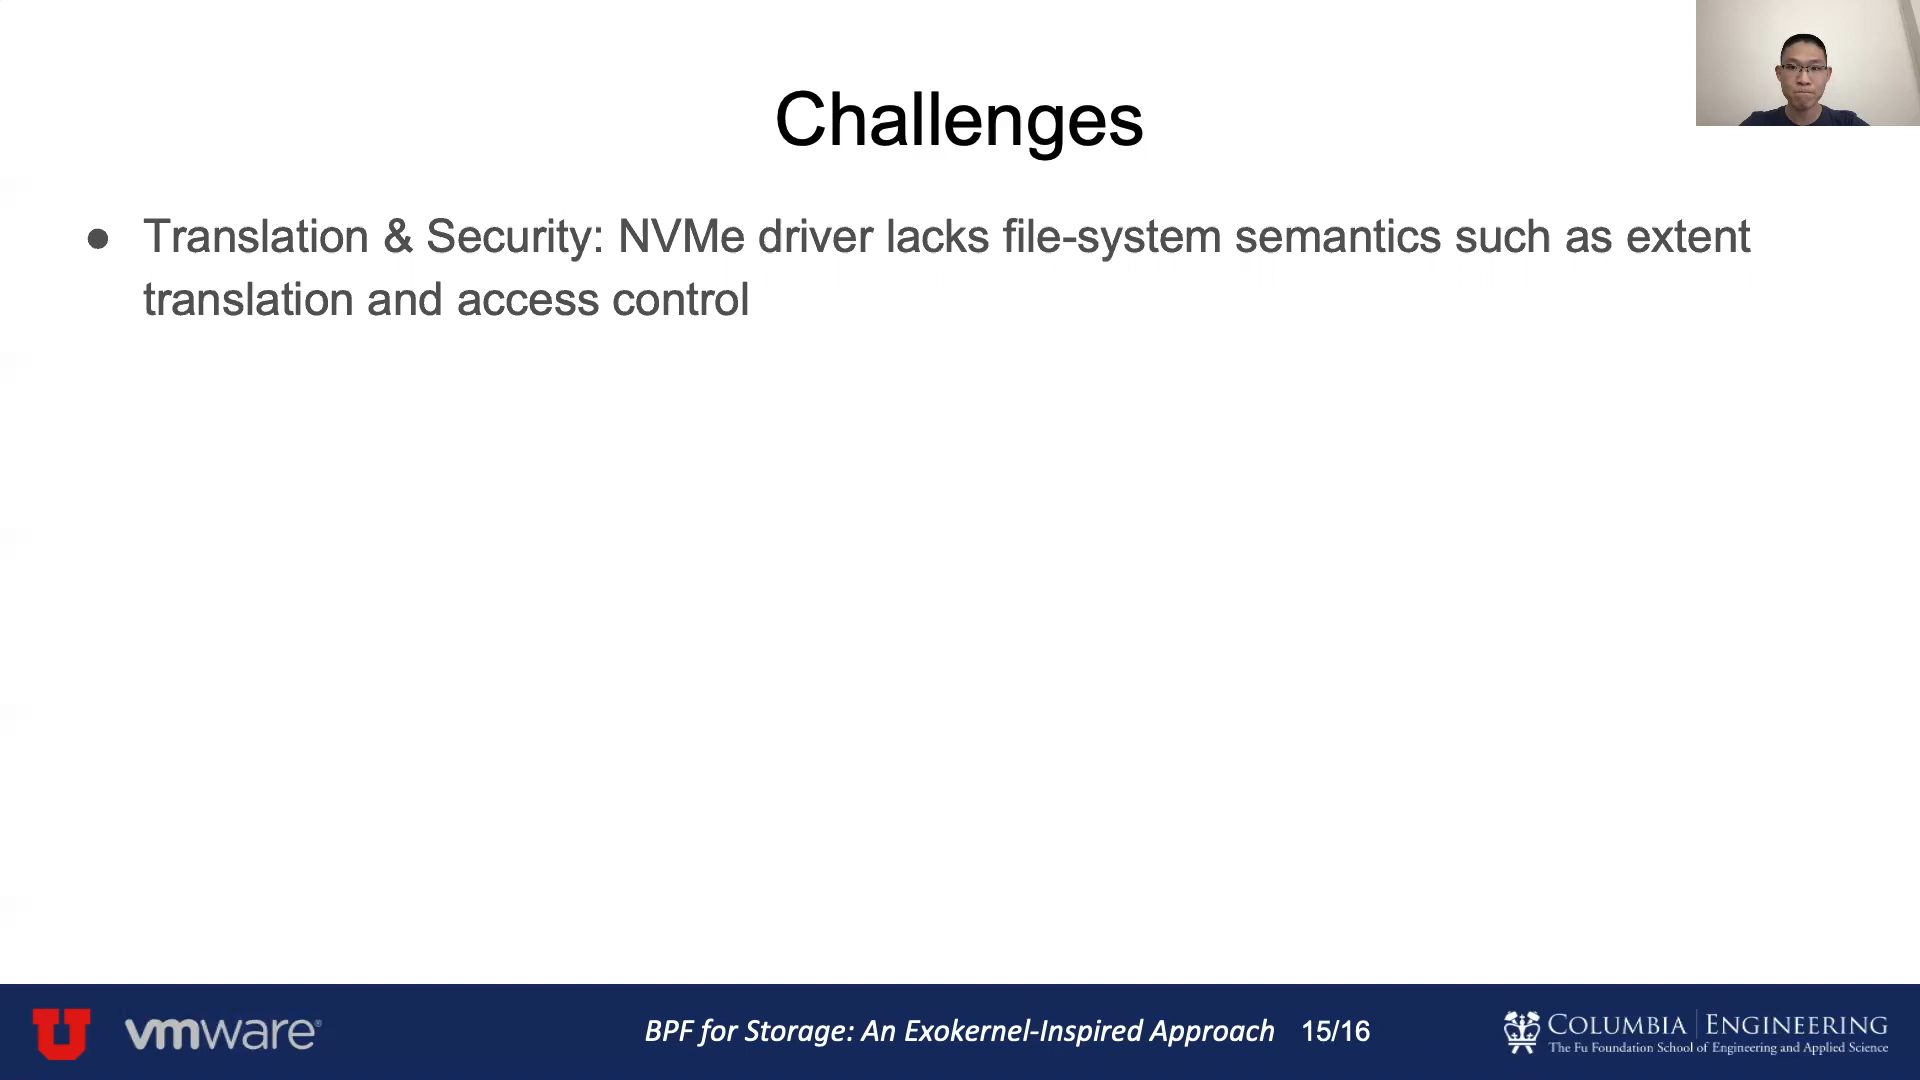 Challenges
● Translation & Security: NVMe driver lacks file-system semantics such as extent
translation and access control
U
vmware®
BPF for Storage: An Exokernel-Inspired Approach 15/16
COLUMBIA | ENGINEERING
The Fu Foundation School of Engineering and Applied Science